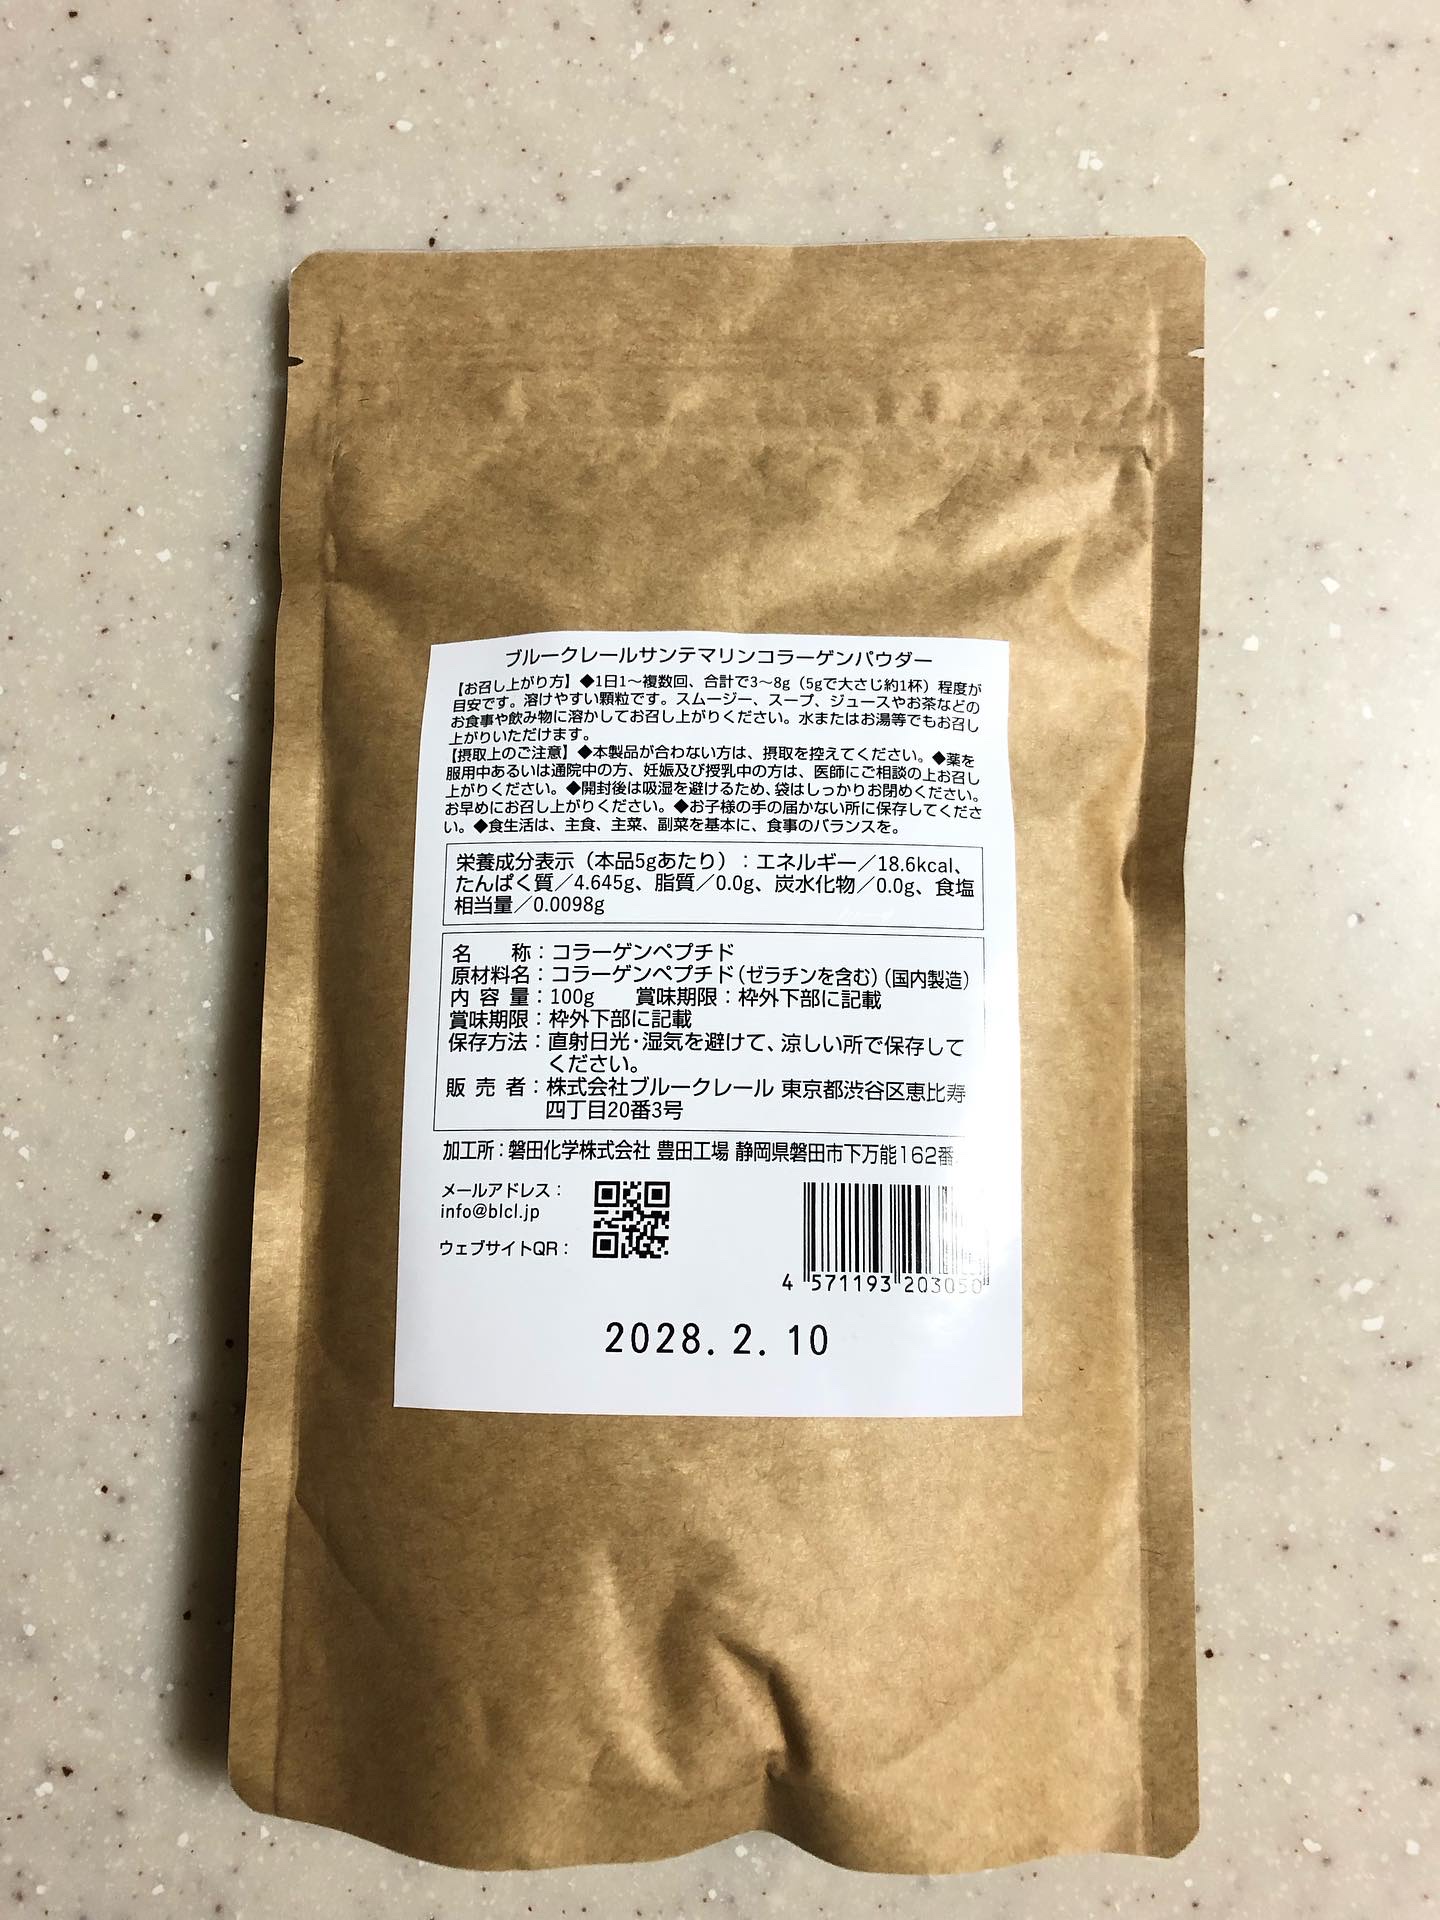 ブルークレールサンテマリンコラーゲンパウダー
【お召し上がり方】◆1日1～複数回、合計で3～8g（5gで大さじ約1杯）程度が
目安です。溶けやすい顆粒です。スムージー、スープ、ジュースやお茶などの
お食事や飲み物に溶かしてお召し上がりください。水またはお湯等でもお召し
上がりいただけます。
【摂取上のご注意】◆本製品が合わない方は、摂取を控えてください。◆薬を
服用中あるいは通院中の方、妊娠及び授乳中の方は、医師にご相談の上お召し
上がりください。◆開封後は吸湿を避けるため、袋はしっかりお閉めください。
お早めにお召し上がりください。◆お子様の手の届かない所に保存してくださ
い。◆食生活は、主食、主菜、副菜を基本に、食事のバランスを。
栄養成分表示（本品5gあたり）：エネルギー／18.6kcal、
たんぱく質／4.645g、脂質／0.0g、炭水化物／0.0g、食塩
相当量／0.0098g
名　　称：コラーゲンペプチド
原材料名：コラーゲンペプチド（ゼラチンを含む）（国内製造）
内 容 量：100g　　賞味期限：枠外下部に記載
賞味期限：枠外下部に記載
保存方法：直射日光・湿気を避けて、涼しい所で保存して
ください。
販 売 者：株式会社ブルークレール 東京都渋谷区恵比寿
四丁目20番3号
加工所：磐田化学株式会社 豊田工場 静岡県磐田市下万能162番
メールアドレス：
info@blcl.jp
ウェブサイトQR：
4 571193 203050
2028. 2. 10